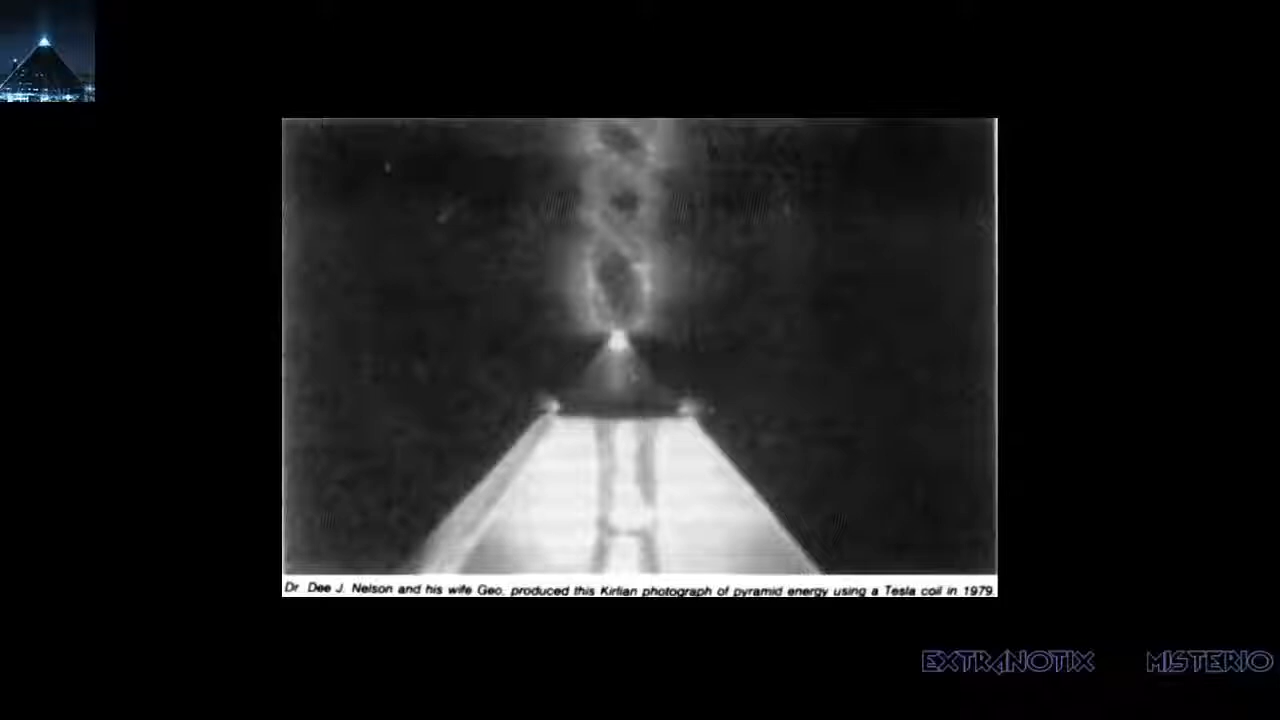 Dr. Dee J. Nelson and his wife Geo. produced this Kirlian photograph of pyramid energy using a Tesla coil in 1979.
EXTRANOTIX MISTERIO